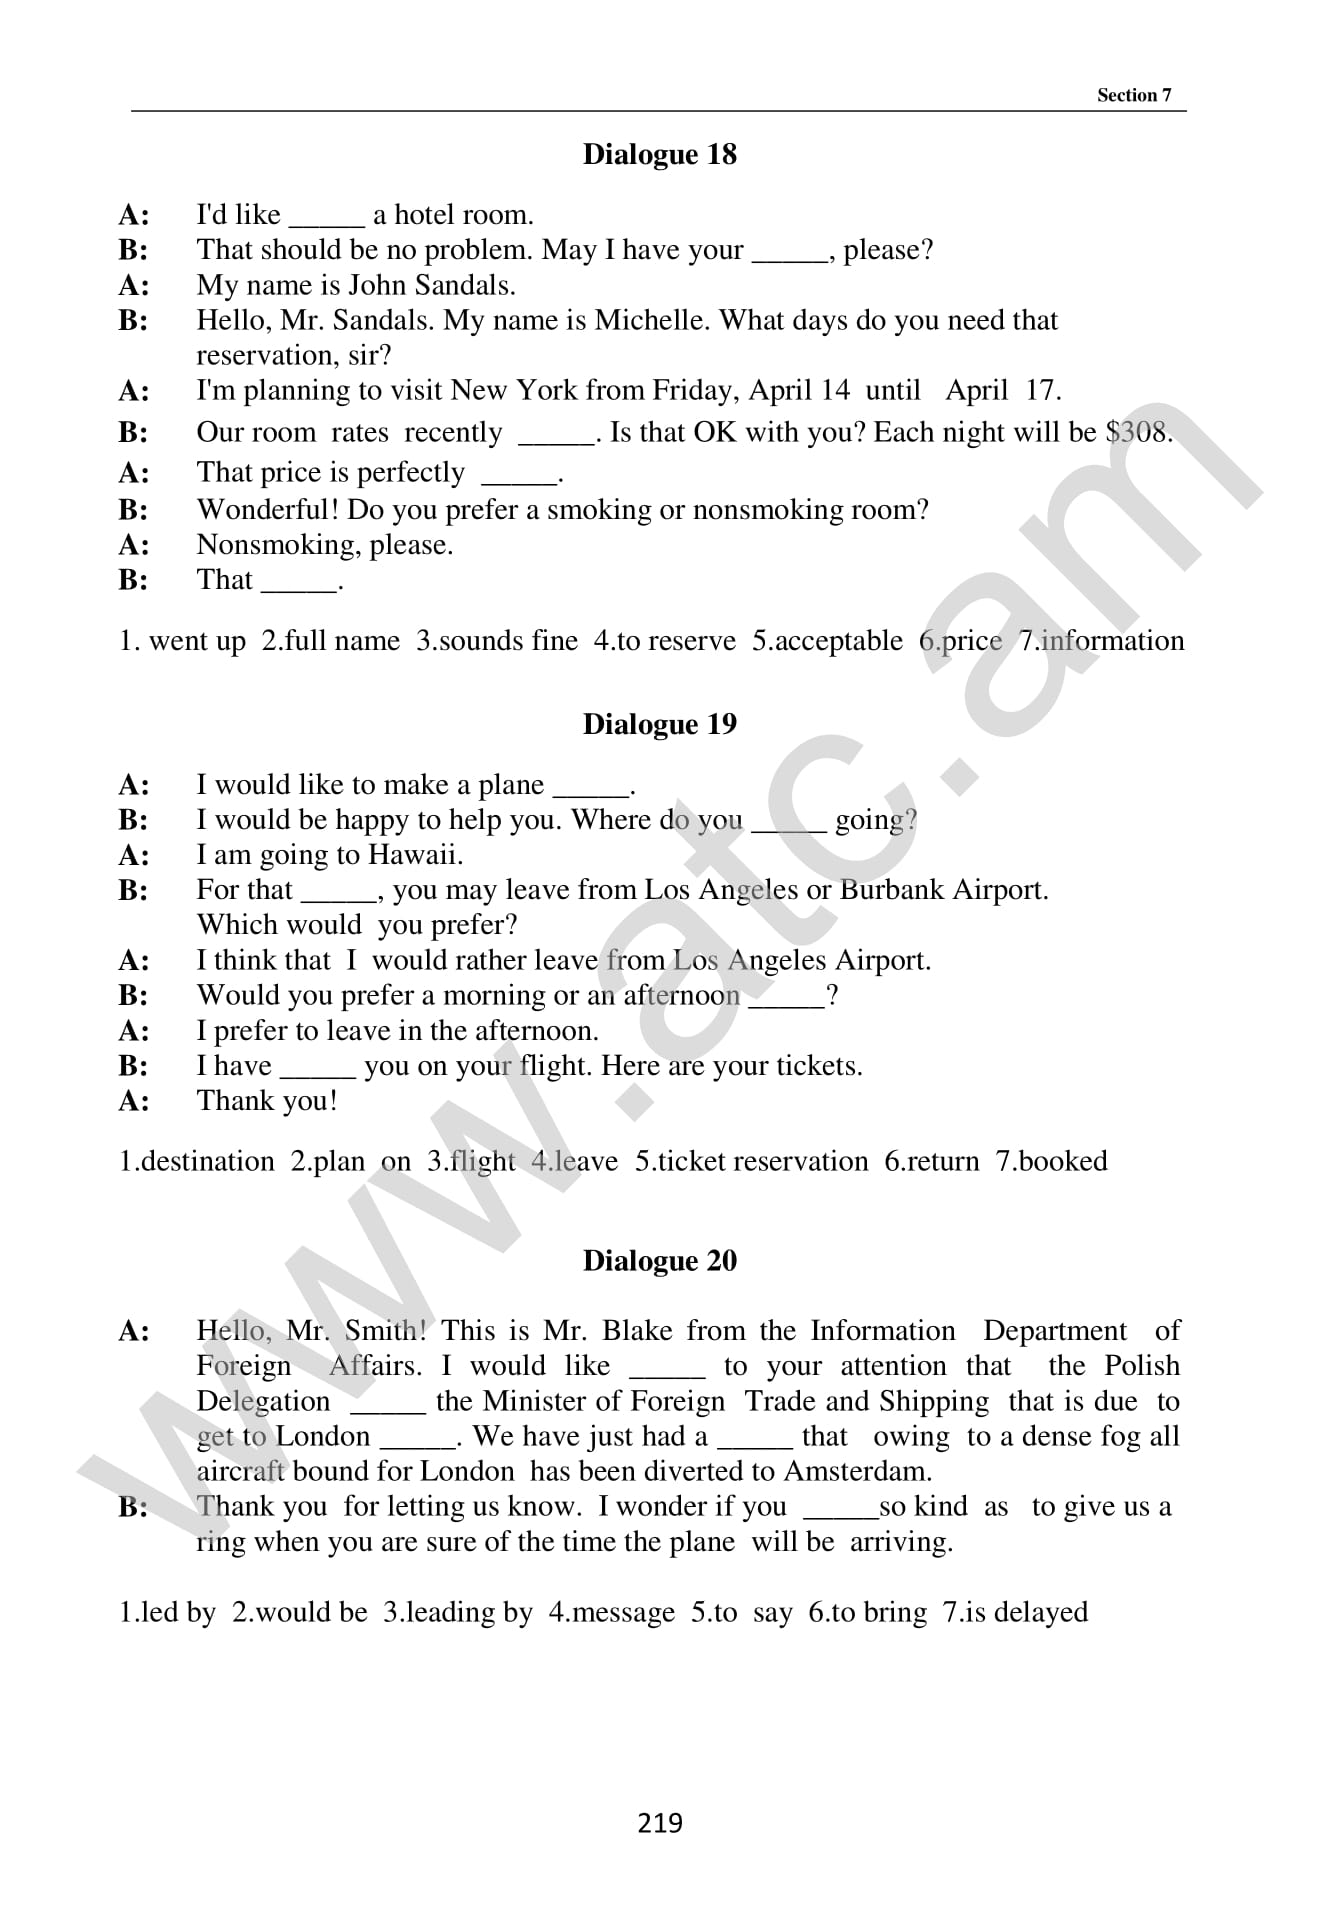 Section 7
Dialogue 18
A: I'd like _____ a hotel room.
B: That should be no problem. May I have your _____, please?
A: My name is John Sandals.
B: Hello, Mr. Sandals. My name is Michelle. What days do you need that
reservation, sir?
A: I'm planning to visit New York from Friday, April 14 until April 17.
B: Our room rates recently _____. Is that OK with you? Each night will be $308.
A: That price is perfectly _____.
B: Wonderful! Do you prefer a smoking or nonsmoking room?
A: Nonsmoking, please.
B: That _____.
1. went up 2.full name 3.sounds fine 4.to reserve 5.acceptable 6.price 7.information
Dialogue 19
A: I would like to make a plane _____.
B: I would be happy to help you. Where do you _____ going?
A: I am going to Hawaii.
B: For that _____, you may leave from Los Angeles or Burbank Airport.
Which would you prefer?
A: I think that I would rather leave from Los Angeles Airport.
B: Would you prefer a morning or an afternoon _____?
A: I prefer to leave in the afternoon.
B: I have _____ you on your flight. Here are your tickets.
A: Thank you!
1.destination 2.plan on 3.flight 4.leave 5.ticket reservation 6.return 7.booked
Dialogue 20
A: Hello, Mr. Smith! This is Mr. Blake from the Information Department of
Foreign Affairs. I would like _____ to your attention that the Polish
Delegation _____ the Minister of Foreign Trade and Shipping that is due to
get to London _____. We have just had a _____ that owing to a dense fog all
aircraft bound for London has been diverted to Amsterdam.
B: Thank you for letting us know. I wonder if you _____so kind as to give us a
ring when you are sure of the time the plane will be arriving.
1.led by 2.would be 3.leading by 4.message 5.to say 6.to bring 7.is delayed
219
www.atc.am